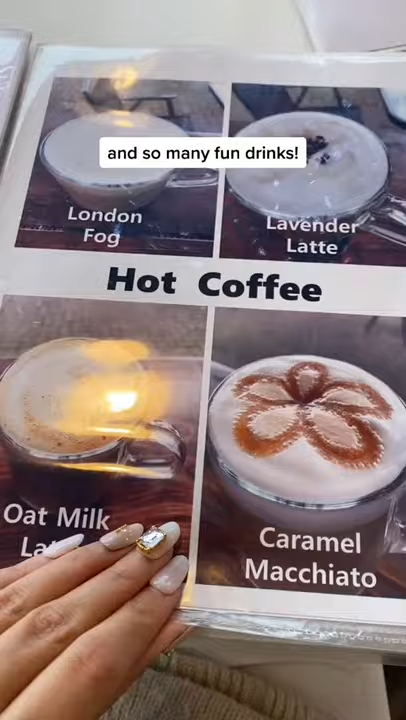 and so many fun drinks!
London
Fog
Lavender
Latte
Hot Coffee
Oat Milk
Caramel
Macchiato